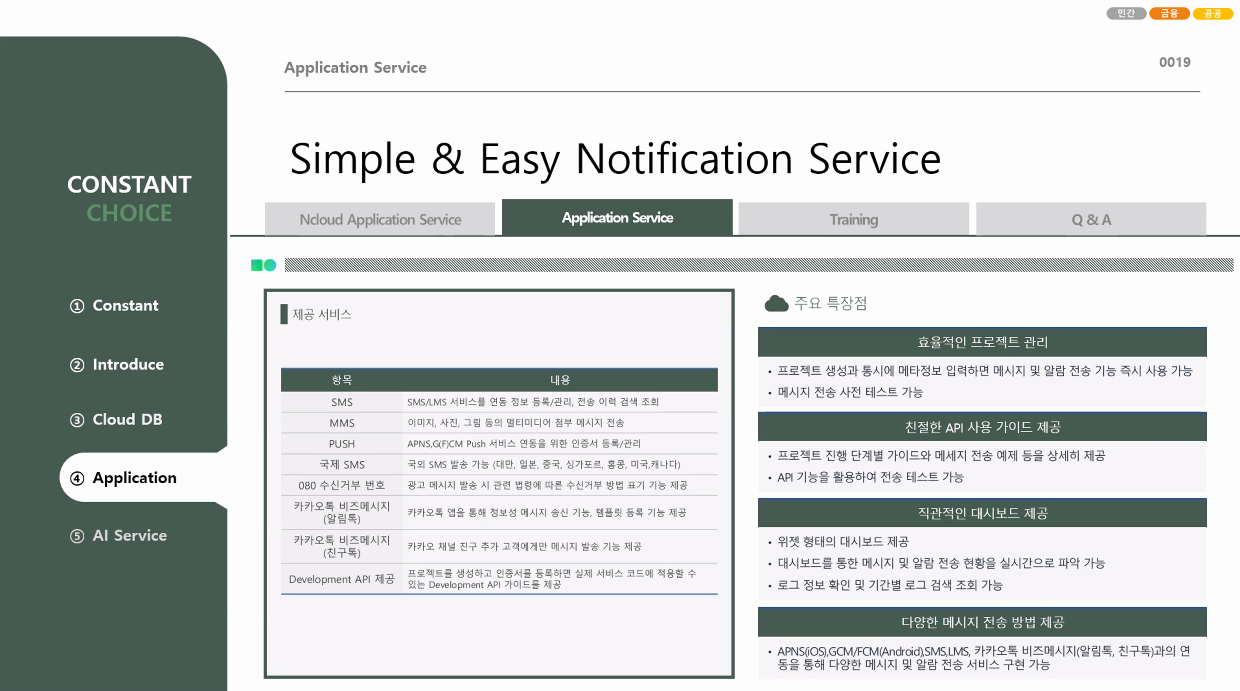 민간 금융 공공
Application Service
0019
Simple & Easy Notification Service
CONSTANT
CHOICE
① Constant
② Introduce
③ Cloud DB
④ Application
⑤ AI Service
Ncloud Application Service
Application Service
Training
Q & A
제공 서비스
항목 내용
SMS SMS/LMS 서비스를 연동 정보 등록/관리, 전송 이력 검색 조회
MMS 이미지, 사진, 그림 등의 멀티미디어 첨부 메시지 전송
PUSH APNS,G(F)CM Push 서비스 연동을 위한 인증서 등록/관리
국제 SMS 국외 SMS 발송 가능 (대만, 일본, 중국, 싱가포르, 홍콩, 미국,캐나다)
080 수신거부 번호 광고 메시지 발송 시 관련 법령에 따른 수신거부 방법 표기 기능 제공
카카오톡 비즈메시지
(알림톡)
카카오톡 앱을 통해 정보성 메시지 송신 기능, 템플릿 등록 기능 제공
카카오톡 비즈메시지
(친구톡)
카카오 채널 친구 추가 고객에게만 메시지 발송 기능 제공
Development API 제공
프로젝트를 생성하고 인증서를 등록하면 실제 서비스 코드에 적용할 수
있는 Development API 가이드를 제공
주요 특장점
효율적인 프로젝트 관리
• 프로젝트 생성과 통시에 메타정보 입력하면 메시지 및 알람 전송 기능 즉시 사용 가능
• 메시지 전송 사전 테스트 가능
친절한 API 사용 가이드 제공
• 프로젝트 진행 단계별 가이드와 메세지 전송 예제 등을 상세히 제공
• API 기능을 활용하여 전송 테스트 가능
직관적인 대시보드 제공
• 위젯 형태의 대시보드 제공
• 대시보드를 통한 메시지 및 알람 전송 현황을 실시간으로 파악 가능
• 로그 정보 확인 및 기간별 로그 검색 조회 가능
다양한 메시지 전송 방법 제공
• APNS(iOS),GCM/FCM(Android),SMS,LMS, 카카오톡 비즈메시지(알림톡, 친구톡)과의 연
동을 통해 다양한 메시지 및 알람 전송 서비스 구현 가능